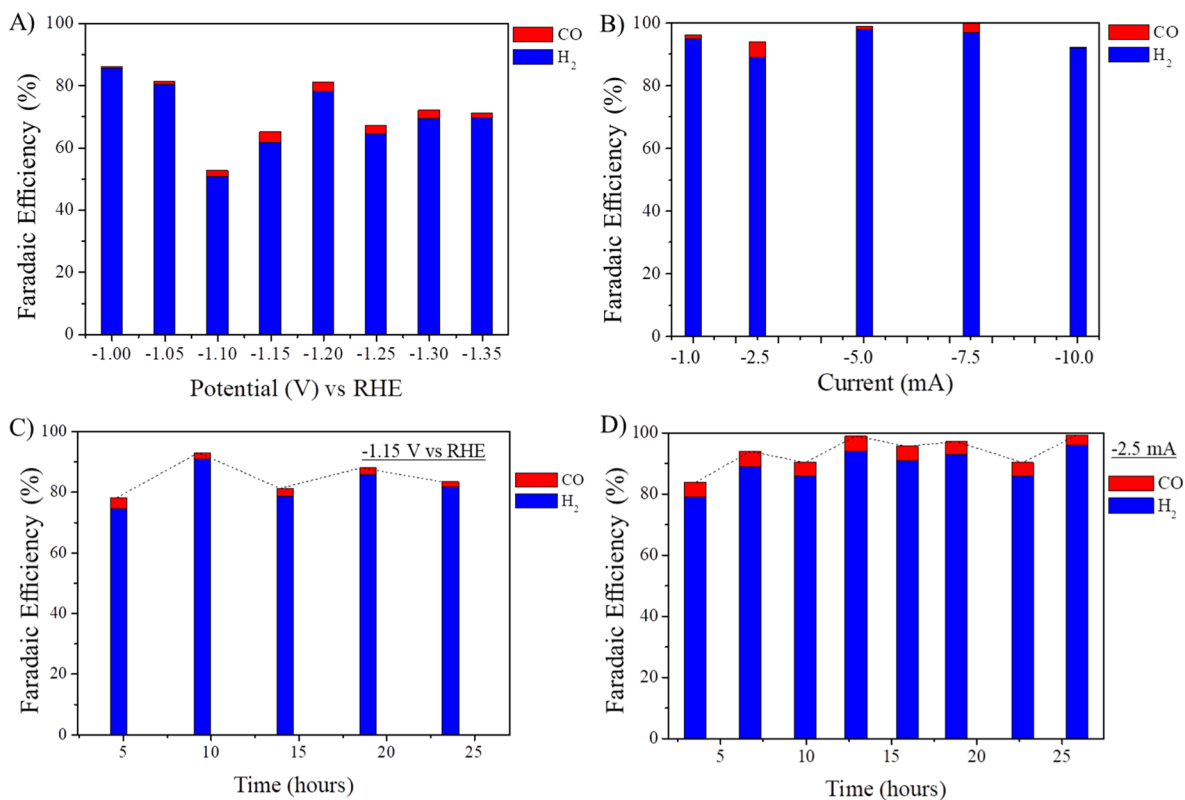 A)
100
80
60
40
20
0
Faradaic Efficiency (%)
-1.00 -1.05 -1.10 -1.15 -1.20 -1.25 -1.30 -1.35
Potential (V) vs RHE
CO
H₂
B)
100
80
60
40
20
0
Faradaic Efficiency (%)
-1.0 -2.5 -5.0 -7.5 -10.0
Current (mA)
CO
H₂
C)
100
80
60
40
20
0
Faradaic Efficiency (%)
-1.15 V vs RHE
5 10 15 20 25
Time (hours)
CO
H₂
D)
100
80
60
40
20
0
Faradaic Efficiency (%)
5 10 15 20 25
Time (hours)
-2.5 mA
CO
H₂